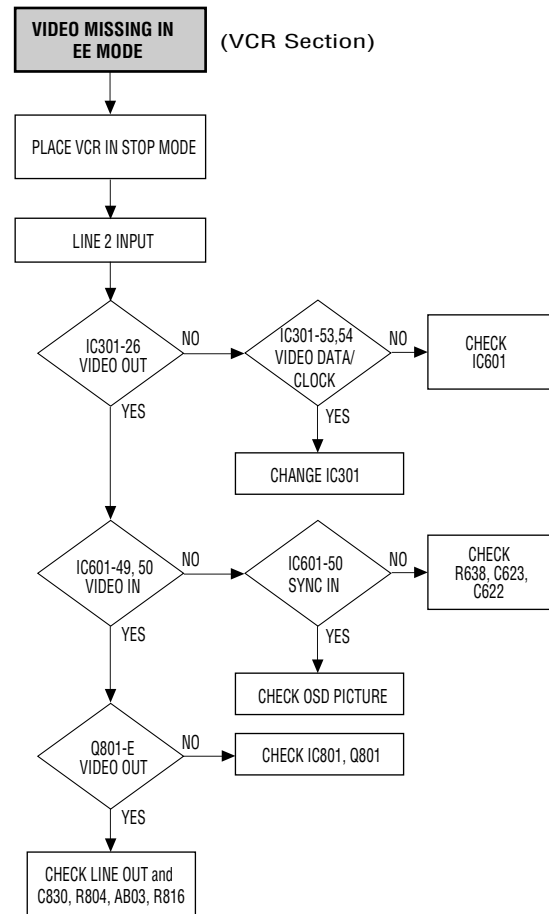 VIDEO MISSING IN
EE MODE
(VCR Section)
PLACE VCR IN STOP MODE
LINE 2 INPUT
IC301-26
VIDEO OUT
NO
IC301-53,54
VIDEO DATA/
CLOCK
NO
CHECK
IC601
YES
YES
CHANGE IC301
IC601-49, 50
VIDEO IN
NO
IC601-50
SYNC IN
NO
CHECK
R638, C623,
C622
YES
YES
CHECK OSD PICTURE
Q801-E
VIDEO OUT
NO
CHECK IC801, Q801
YES
CHECK LINE OUT and
C830, R804, AB03, R816